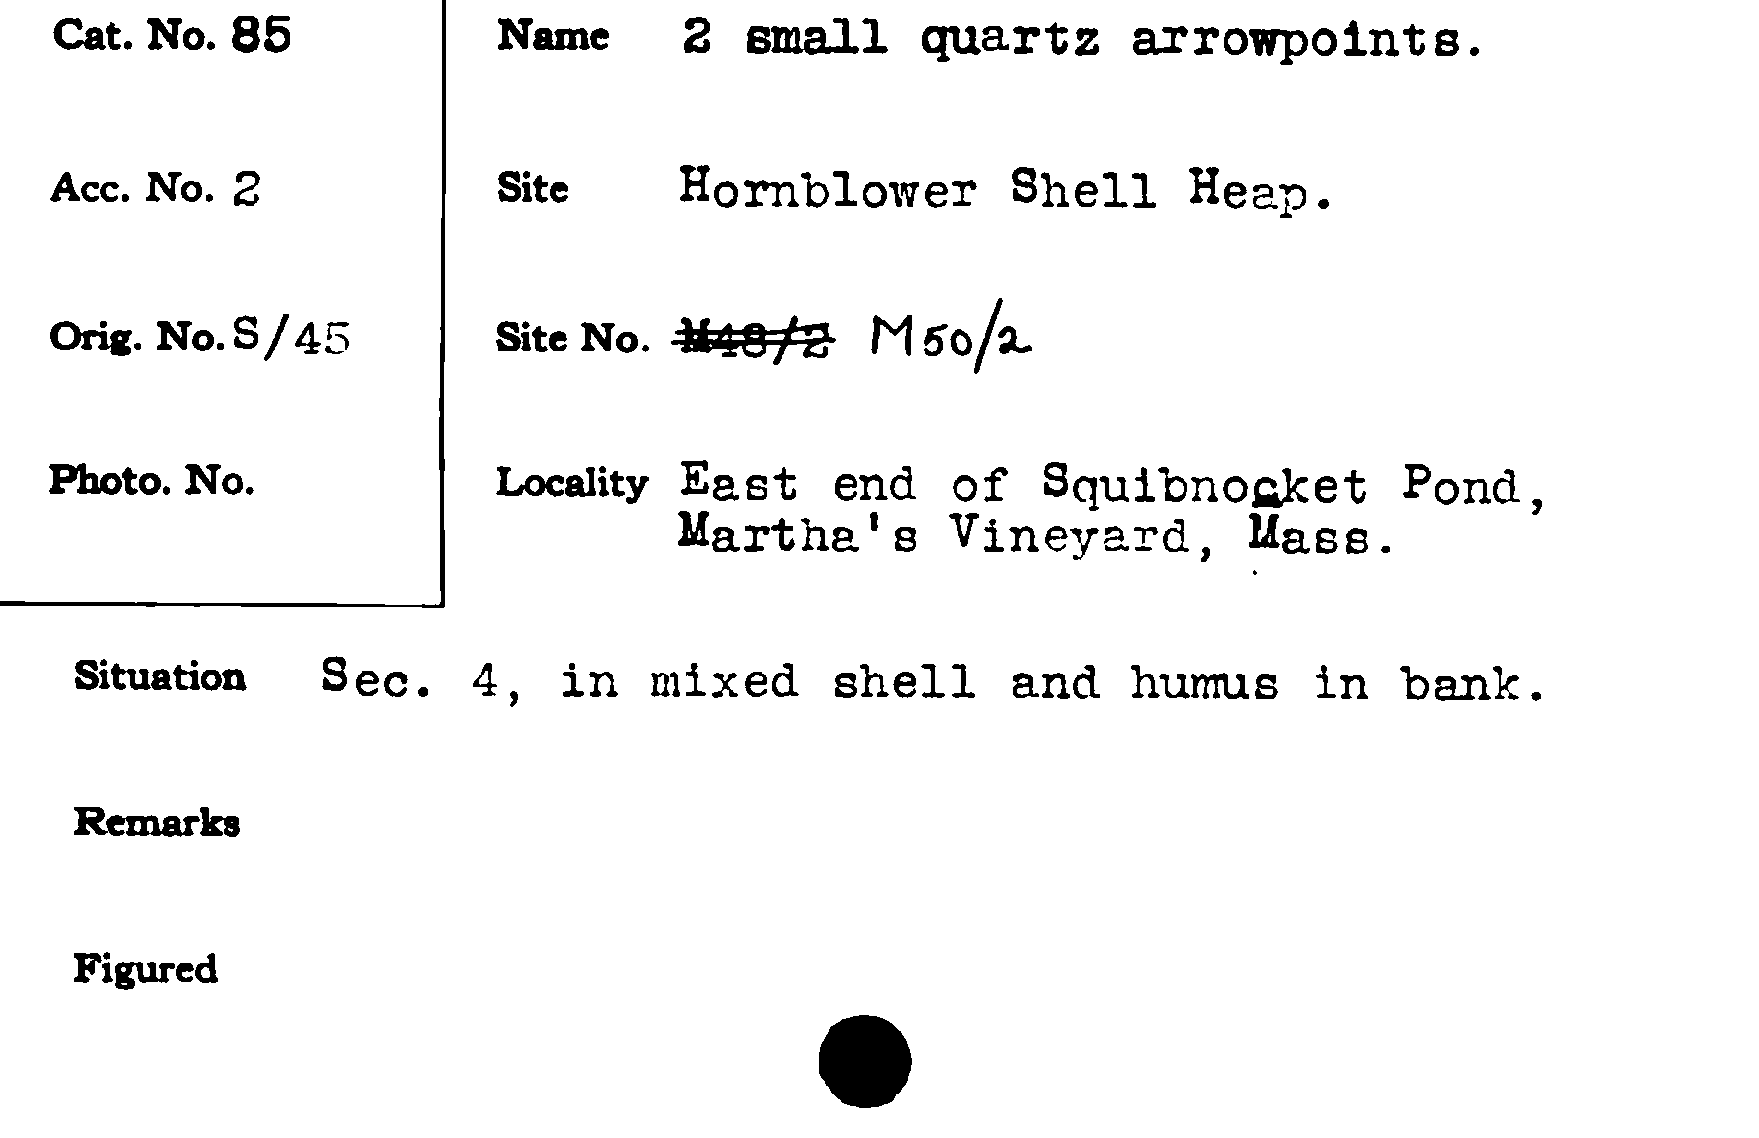 Cat. No. 85
Name 2 small quartz arrowpoints.
Acc. No. 2
Site Hornblower Shell Heap.
Orig. No. S/45
Site No. M48/2 M50/2
Photo. No.
Locality East end of Squibnocket Pond,
Martha's Vineyard, Mass.
Situation Sec. 4, in mixed shell and humus in bank.
Remarks
Figured